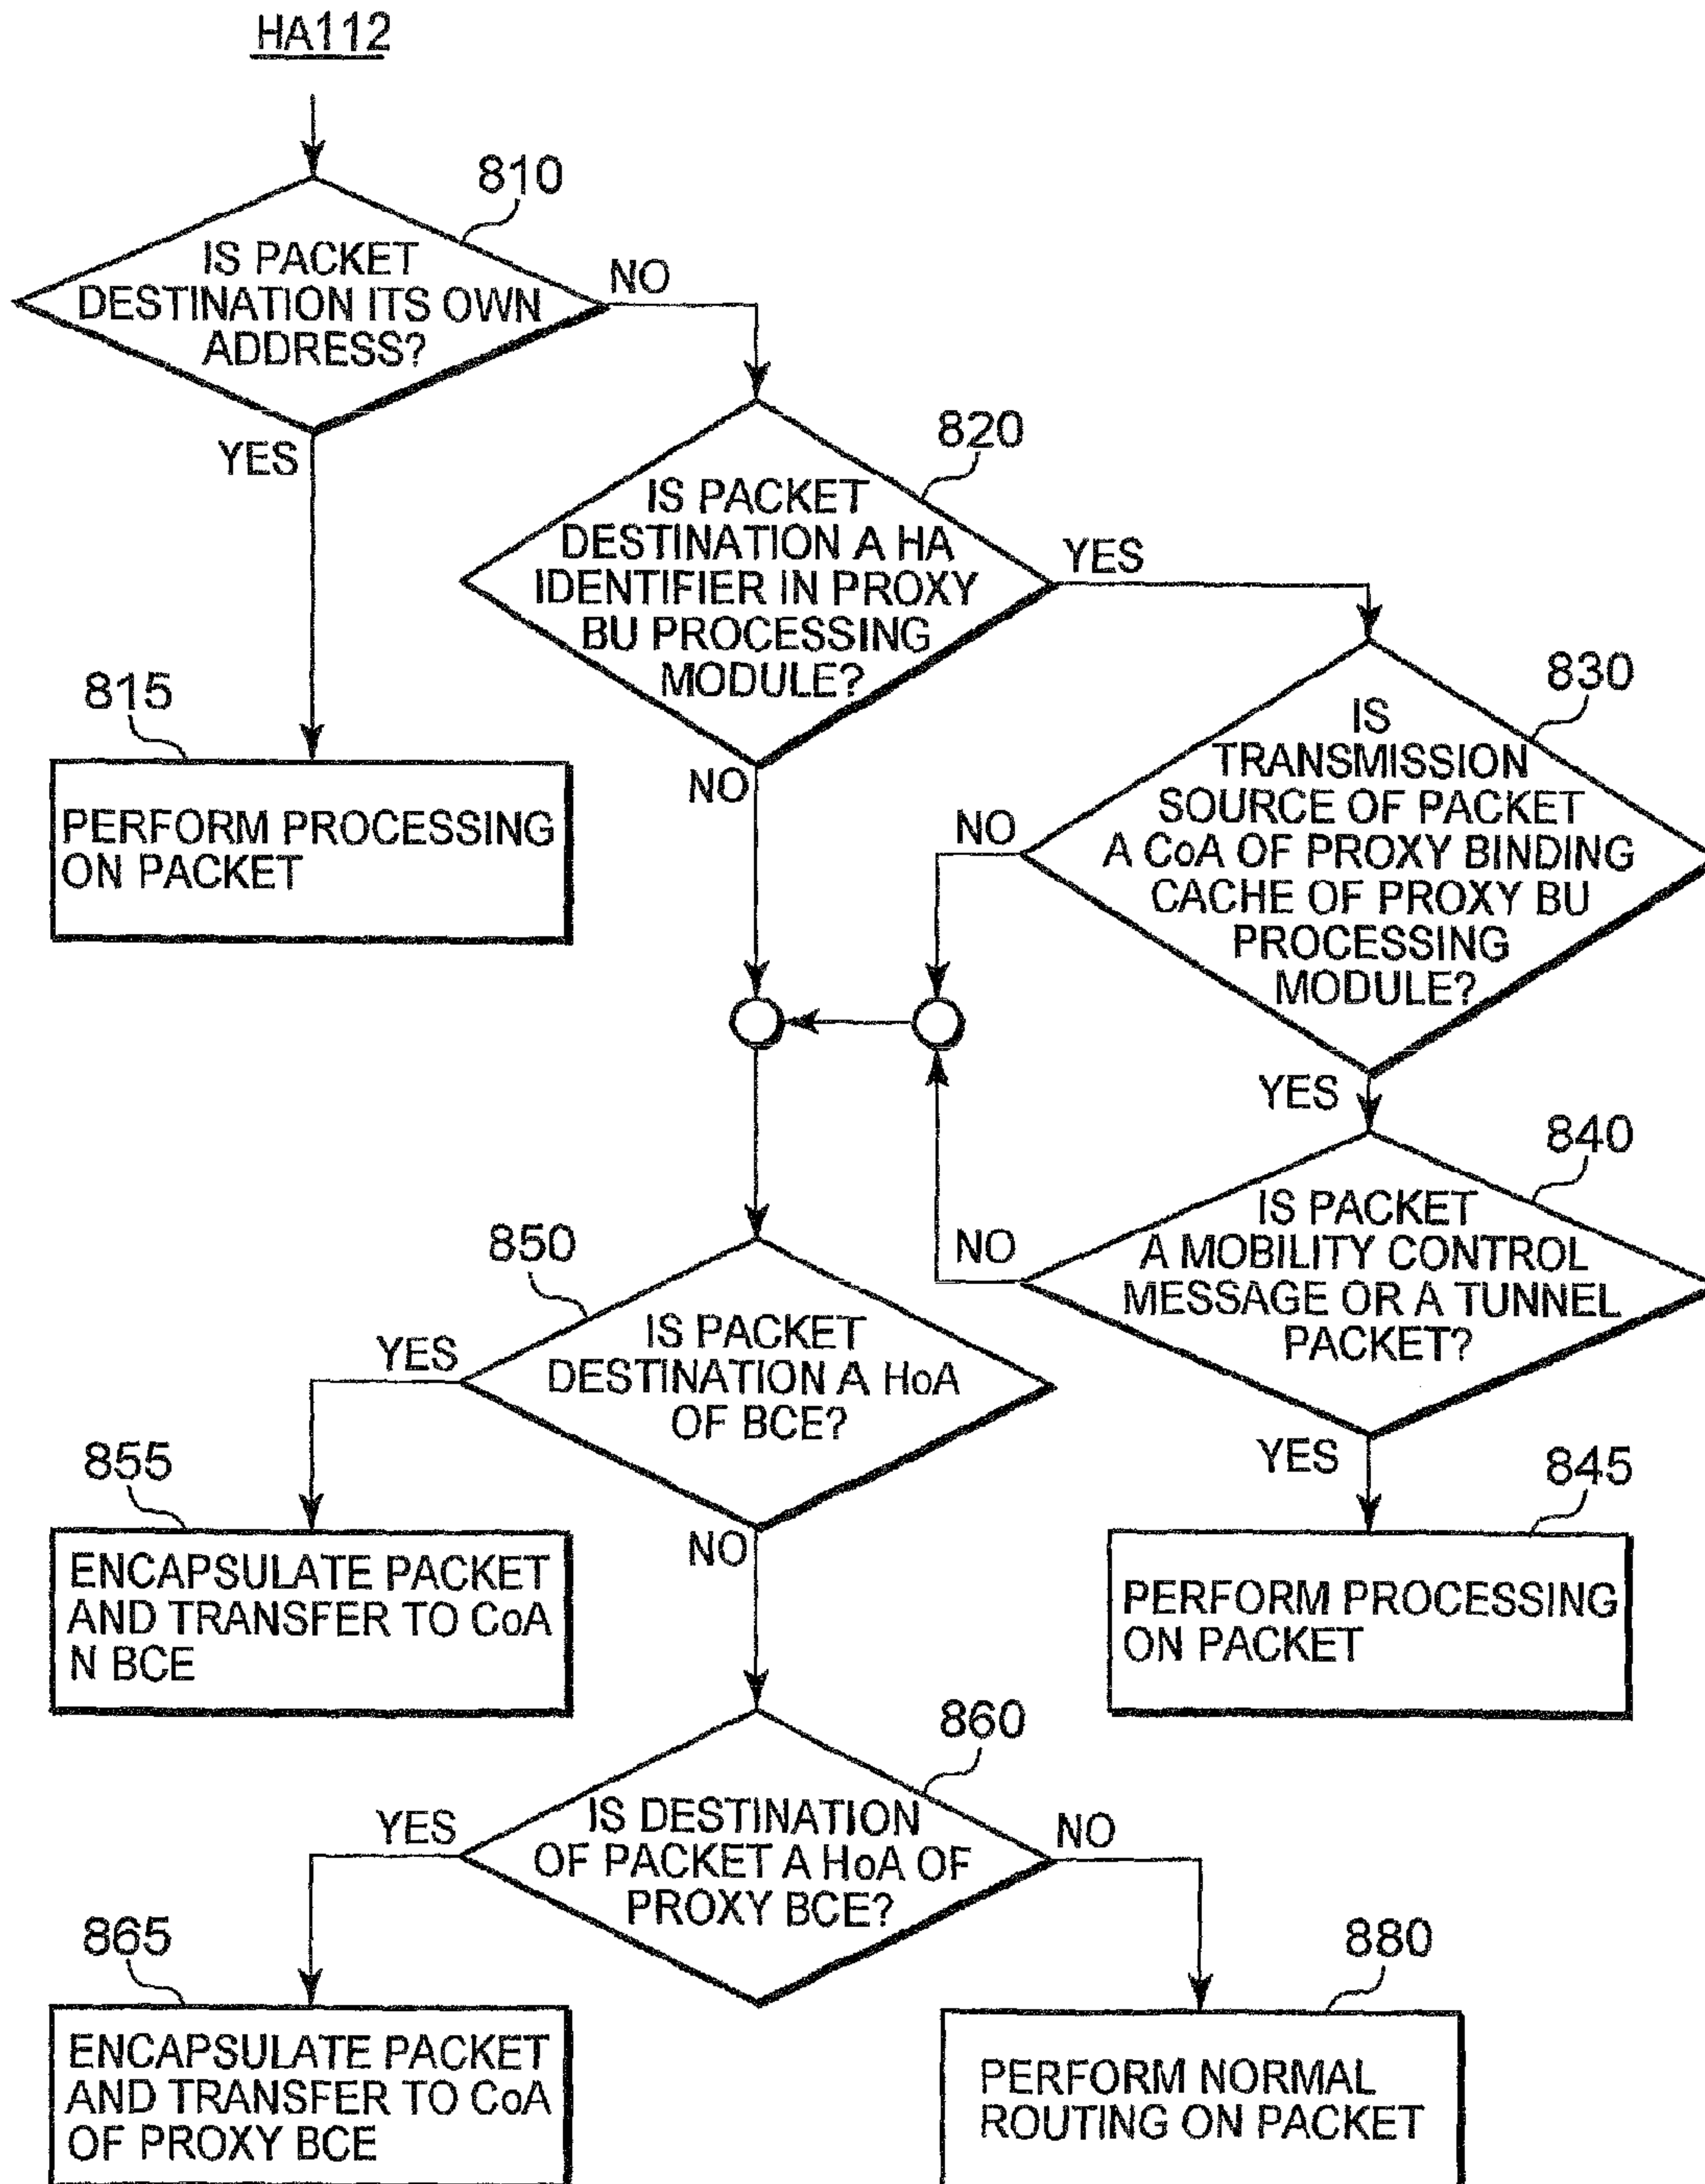 HA112
810
IS PACKET
DESTINATION ITS OWN
ADDRESS?
NO
YES
820
IS PACKET
DESTINATION A HA
IDENTIFIER IN PROXY
BU PROCESSING
MODULE?
YES
NO
815
PERFORM PROCESSING
ON PACKET
830
IS
TRANSMISSION
SOURCE OF PACKET
A CoA OF PROXY BINDING
CACHE OF PROXY BU
PROCESSING
MODULE?
NO
YES
840
IS PACKET
A MOBILITY CONTROL
MESSAGE OR A TUNNEL
PACKET?
NO
YES
845
PERFORM PROCESSING
ON PACKET
850
IS PACKET
DESTINATION A HoA
OF BCE?
YES
NO
855
ENCAPSULATE PACKET
AND TRANSFER TO CoA
N BCE
860
IS DESTINATION
OF PACKET A HoA OF
PROXY BCE?
YES
NO
865
ENCAPSULATE PACKET
AND TRANSFER TO CoA
OF PROXY BCE
880
PERFORM NORMAL
ROUTING ON PACKET